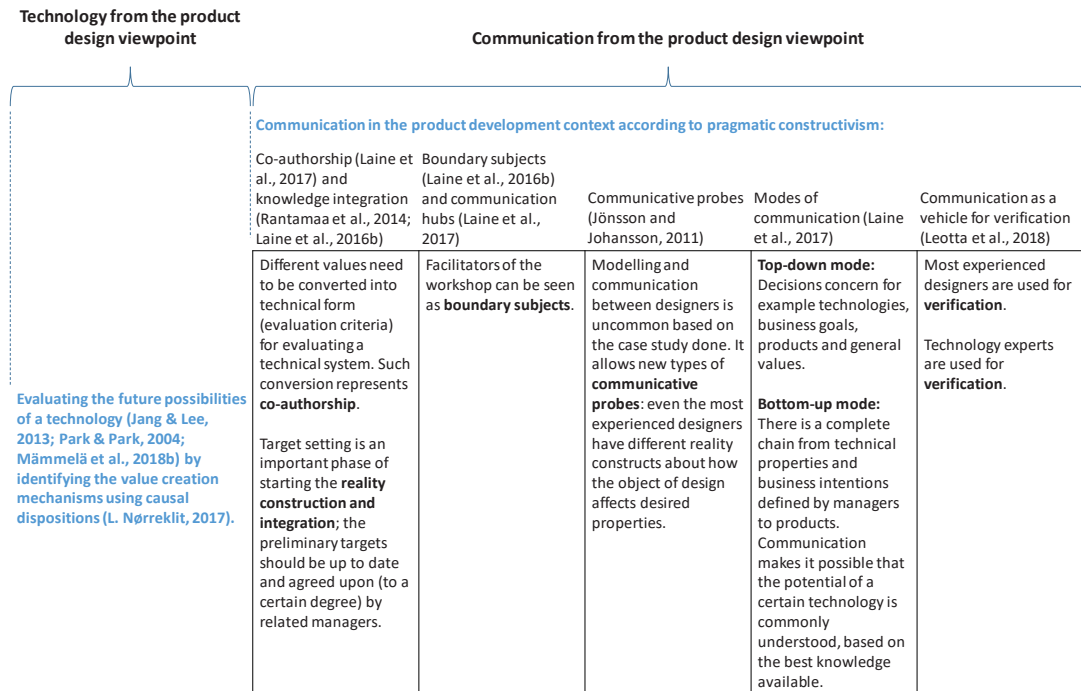 Technology from the product
design viewpoint
Communication from the product design viewpoint
Communication in the product development context according to pragmatic constructivism:
Co-authorship (Laine et
al., 2017) and
knowledge integration
(Rantamaa et al., 2014;
Laine et al., 2016b)
Boundary subjects
(Laine et al., 2016b)
and communication
hubs (Laine et al.,
2017)
Communicative probes
(Jönsson and
Johansson, 2011)
Modes of
communication (Laine
et al., 2017)
Communication as a
vehicle for verification
(Leotta et al., 2018)
Evaluating the future possibilities
of a technology (Jang & Lee,
2013; Park & Park, 2004;
Mämmelä et al., 2018b) by
identifying the value creation
mechanisms using causal
dispositions (L. Nørreklit, 2017).
Different values need
to be converted into
technical form
(evaluation criteria)
for evaluating a
technical system. Such
conversion represents
co-authorship.
Target setting is an
important phase of
starting the reality
construction and
integration; the
preliminary targets
should be up to date
and agreed upon (to a
certain degree) by
related managers.
Facilitators of the
workshop can be seen
as boundary subjects.
Modelling and
communication
between designers is
uncommon based on
the case study done. It
allows new types of
communicative
probes: even the most
experienced designers
have different reality
constructs about how
the object of design
affects desired
properties.
Top-down mode:
Decisions concern for
example technologies,
business goals,
products and general
values.
Bottom-up mode:
There is a complete
chain from technical
properties and
business intentions
defined by managers
to products.
Communication
makes it possible that
the potential of a
certain technology is
commonly
understood, based on
the best knowledge
available.
Most experienced
designers are used for
verification.
Technology experts
are used for
verification.